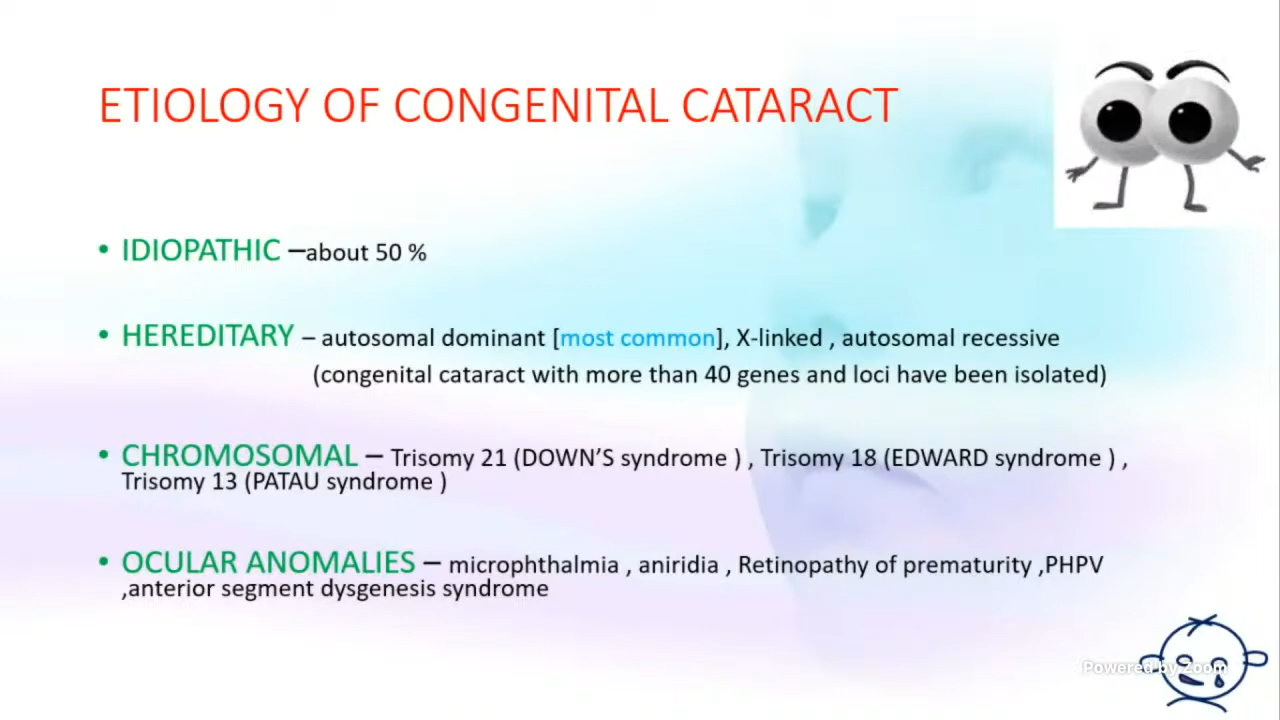 ETIOLOGY OF CONGENITAL CATARACT
• IDIOPATHIC –about 50 %
• HEREDITARY – autosomal dominant [most common], X-linked , autosomal recessive
(congenital cataract with more than 40 genes and loci have been isolated)
• CHROMOSOMAL – Trisomy 21 (DOWN’S syndrome ) , Trisomy 18 (EDWARD syndrome ) ,
Trisomy 13 (PATAU syndrome )
• OCULAR ANOMALIES – microphthalmia , aniridia , Retinopathy of prematurity ,PHPV
,anterior segment dysgenesis syndrome
Powered by Zoom